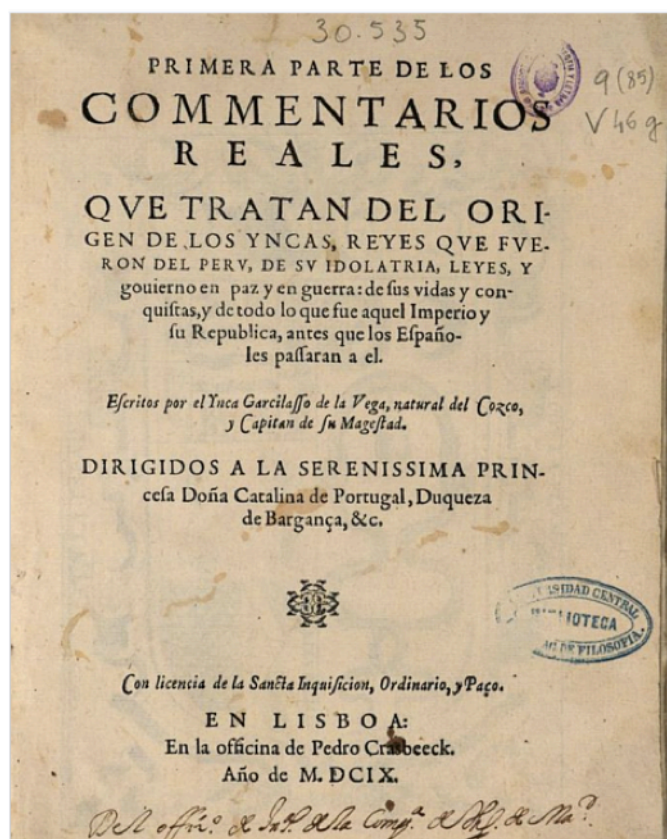 30.535
PRIMERA PARTE DE LOS
COMMENTARIOS
REALES,
9(85)
V46g
QVE TRATAN DEL ORI-
GEN DE LOS YNCAS, REYES QVE FVE-
RON DEL PERV, DE SV IDOLATRIA, LEYES, Y
gouierno en paz y en guerra: de ſus vidas y con-
quiſtas, y de todo lo que fue aquel Imperio y
ſu Republica, antes que los Eſpaño-
les paſſaran a el.
Eſcritos por el Ynca Garcilaſſo de la Vega, natural del Cozco,
y Capitan de ſu Mageſtad.
DIRIGIDOS A LA SERENISSIMA PRIN-
ceſa Doña Catalina de Portugal, Duqueza
de Bargança, &c.
CENTRAL
BIBLIOTECA
DE FILOSOFIA.
Con licencia de la Sancta Inquiſicion, Ordinario, y Paço.
EN LISBOA:
En la officina de Pedro Crasbeeck.
Año de M. DCIX.